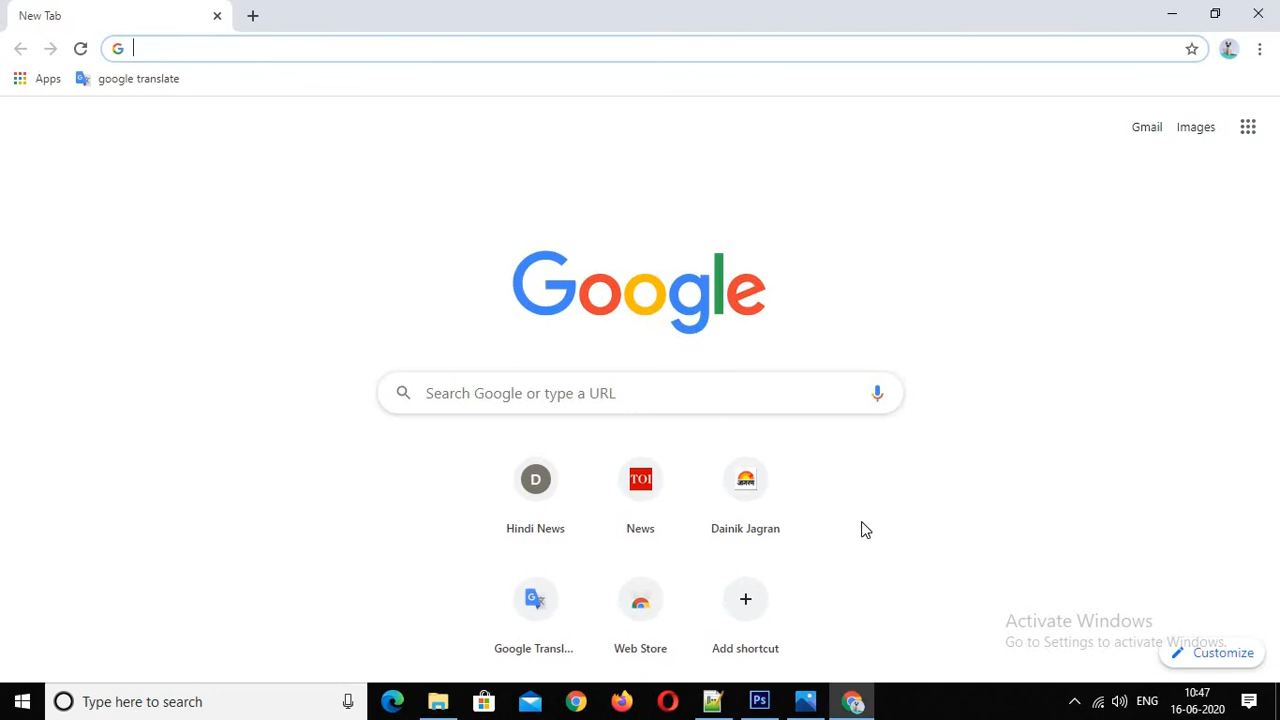 New Tab
Apps google translate
Gmail Images
Google
Search Google or type a URL
D TOI जागरण
Hindi News News Dainik Jagran
Google Transl... Web Store Add shortcut
Activate Windows
Go to Settings to activate Windows.
Customize
Type here to search
Ps
ENG
10:47
16-06-2020